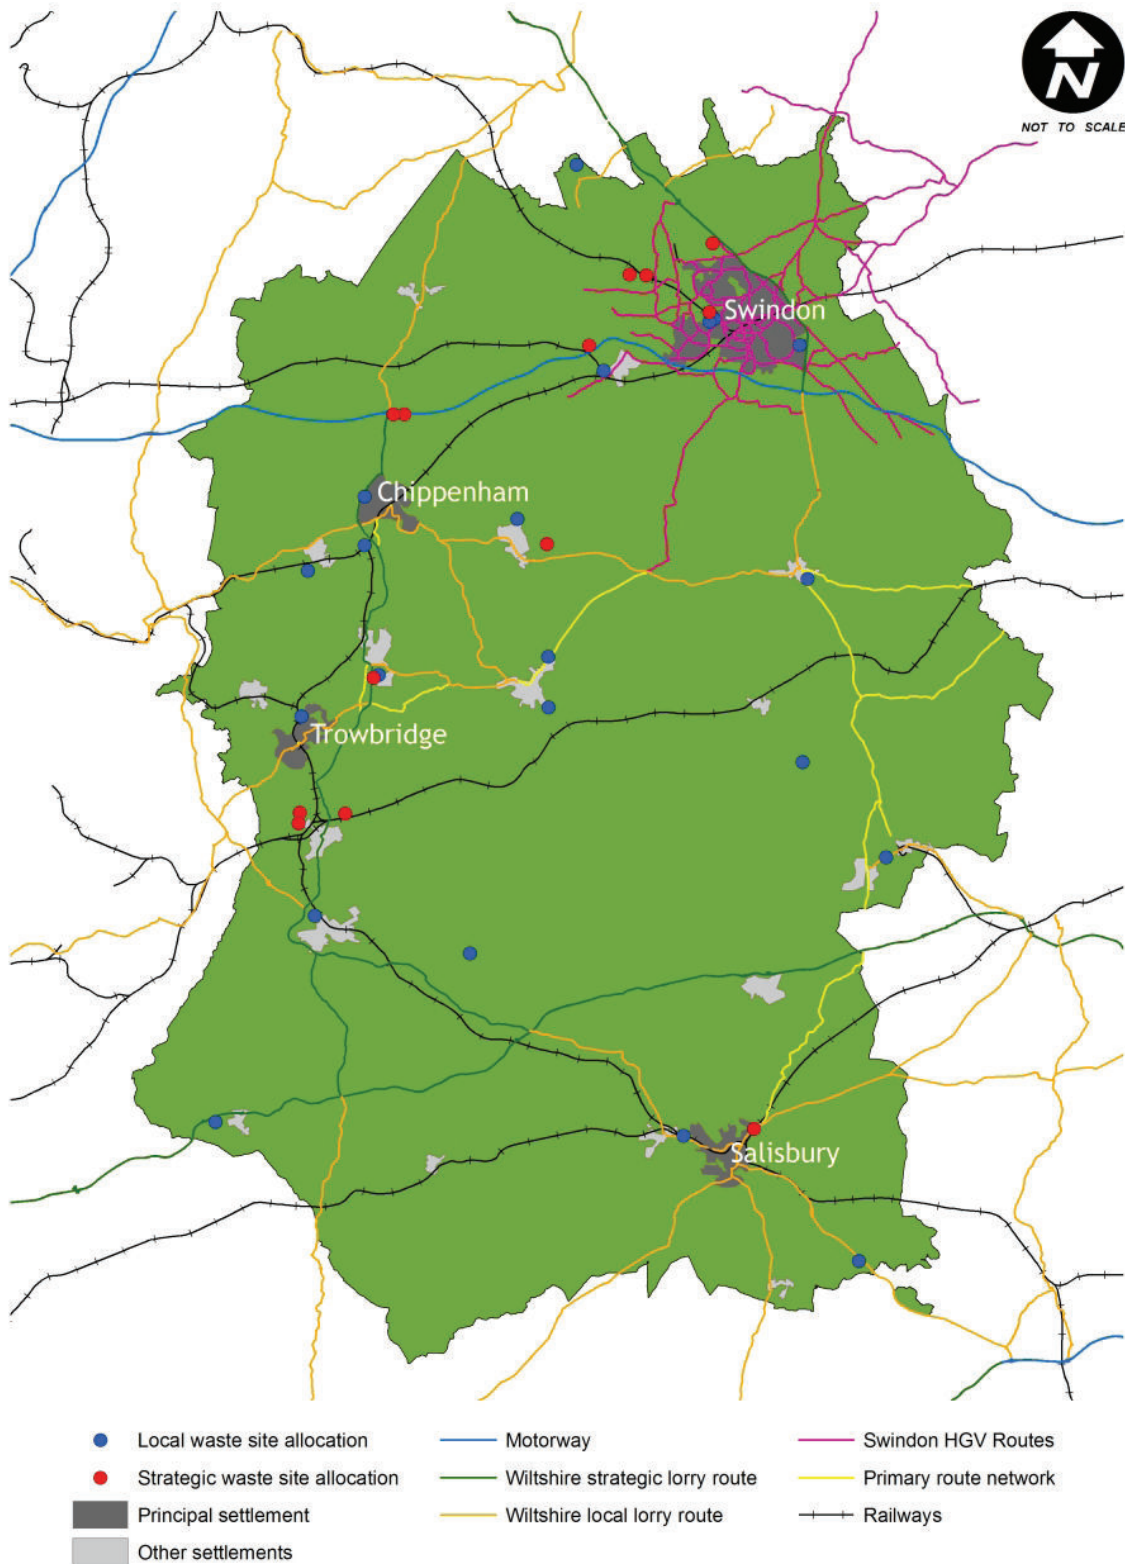 N
NOT TO SCALE
Swindon
Chippenham
Trowbridge
Salisbury
Local waste site allocation
Strategic waste site allocation
Principal settlement
Other settlements
Motorway
Wiltshire strategic lorry route
Wiltshire local lorry route
Swindon HGV Routes
Primary route network
Railways